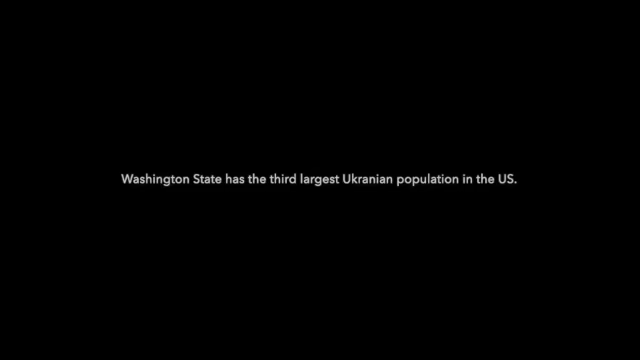 Washington State has the third largest Ukranian population in the US.